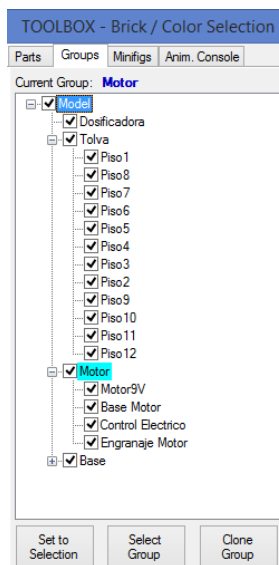 TOOLBOX - Brick / Color Selection
Parts Groups Minifigs Anim. Console
Current Group: Motor
Model
Dosificadora
Tolva
Piso1
Piso8
Piso7
Piso6
Piso5
Piso4
Piso3
Piso2
Piso9
Piso10
Piso11
Piso12
Motor
Motor9V
Base Motor
Control Electrico
Engranaje Motor
Base
Set to Selection
Select Group
Clone Group